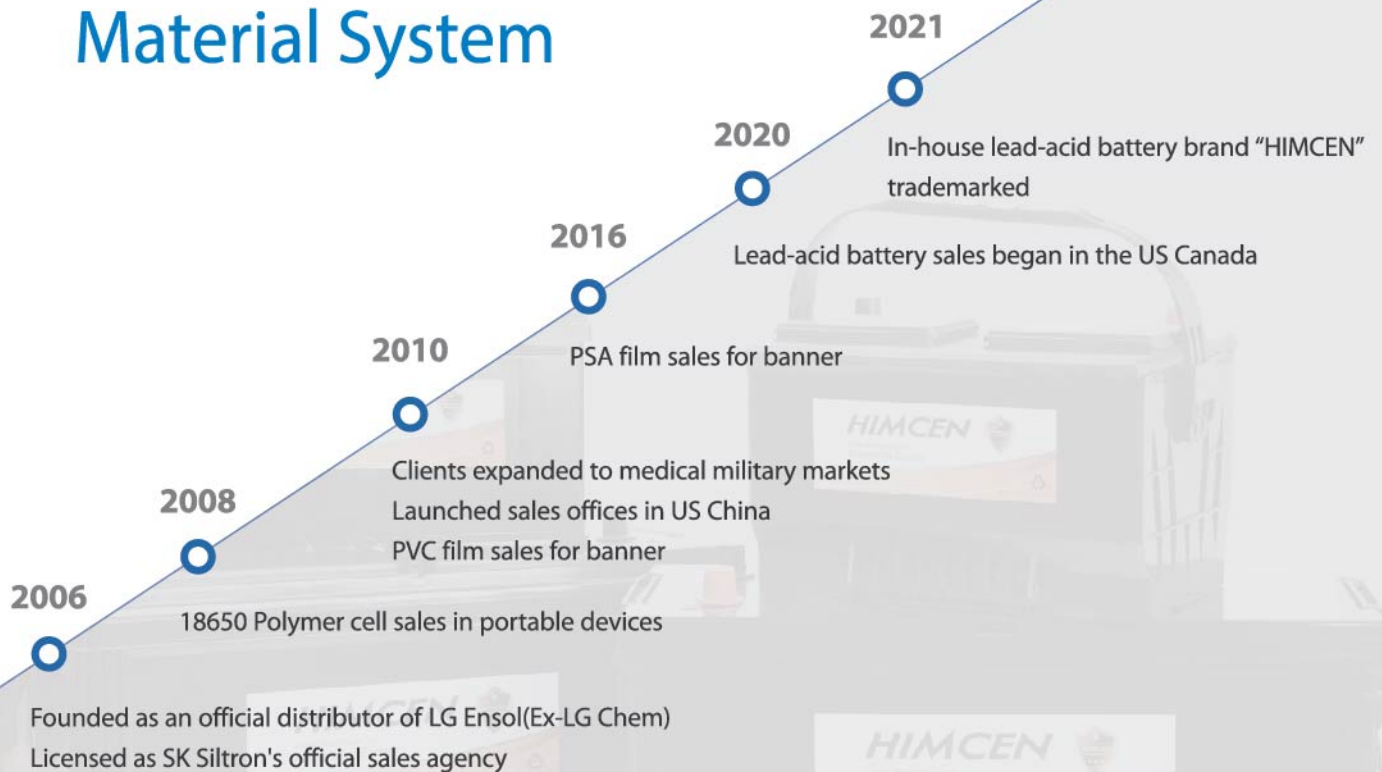 Material System
2021
In-house lead-acid battery brand “HIMCEN”
trademarked
2020
Lead-acid battery sales began in the US Canada
2016
PSA film sales for banner
2010
Clients expanded to medical military markets
Launched sales offices in US China
PVC film sales for banner
2008
18650 Polymer cell sales in portable devices
2006
Founded as an official distributor of LG Ensol(Ex-LG Chem)
Licensed as SK Siltron's official sales agency
HIMCEN
HIMCEN
HIMCEN